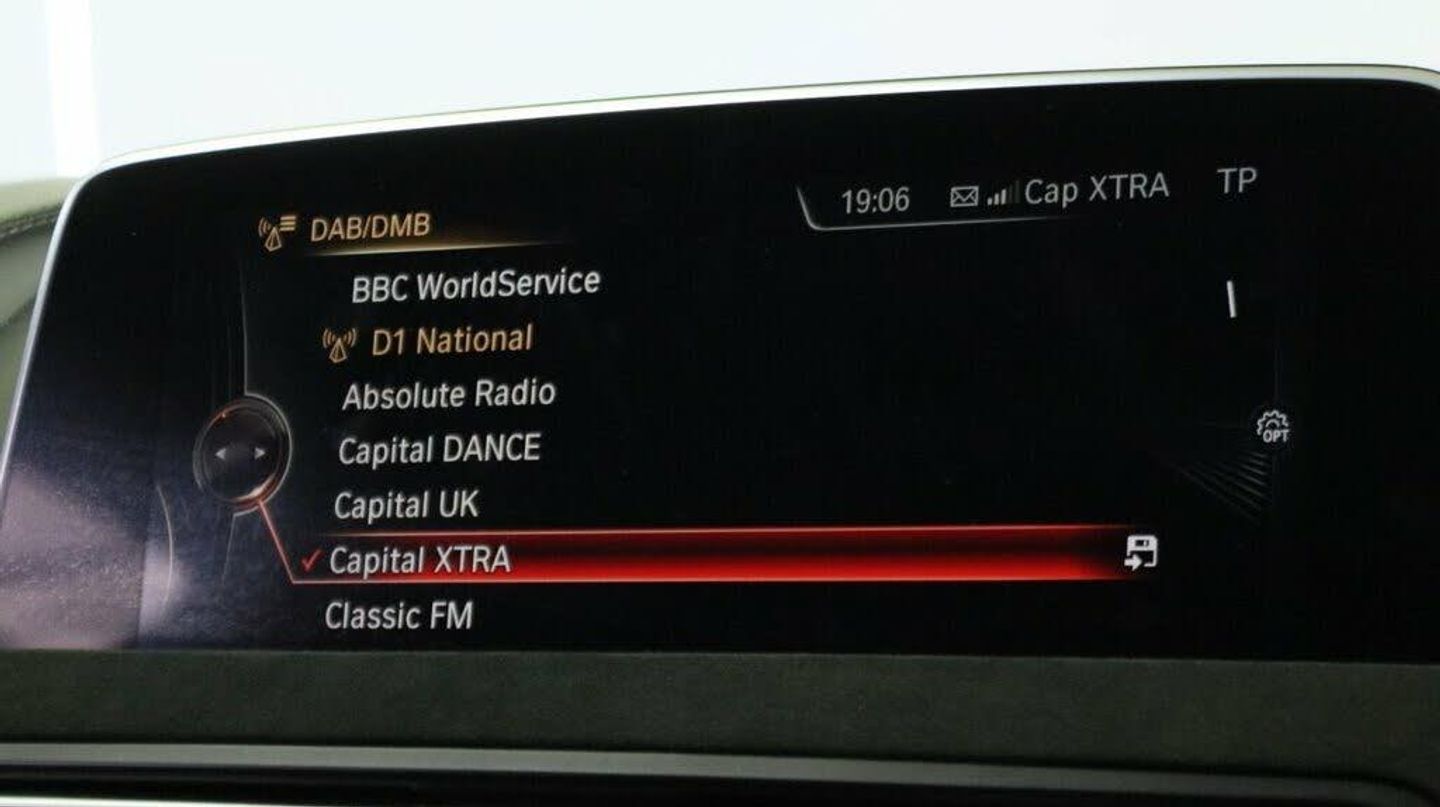 19:06 Cap XTRA TP
DAB/DMB
BBC WorldService
D1 National
Absolute Radio
Capital DANCE
OPT
Capital UK
Capital XTRA
Classic FM